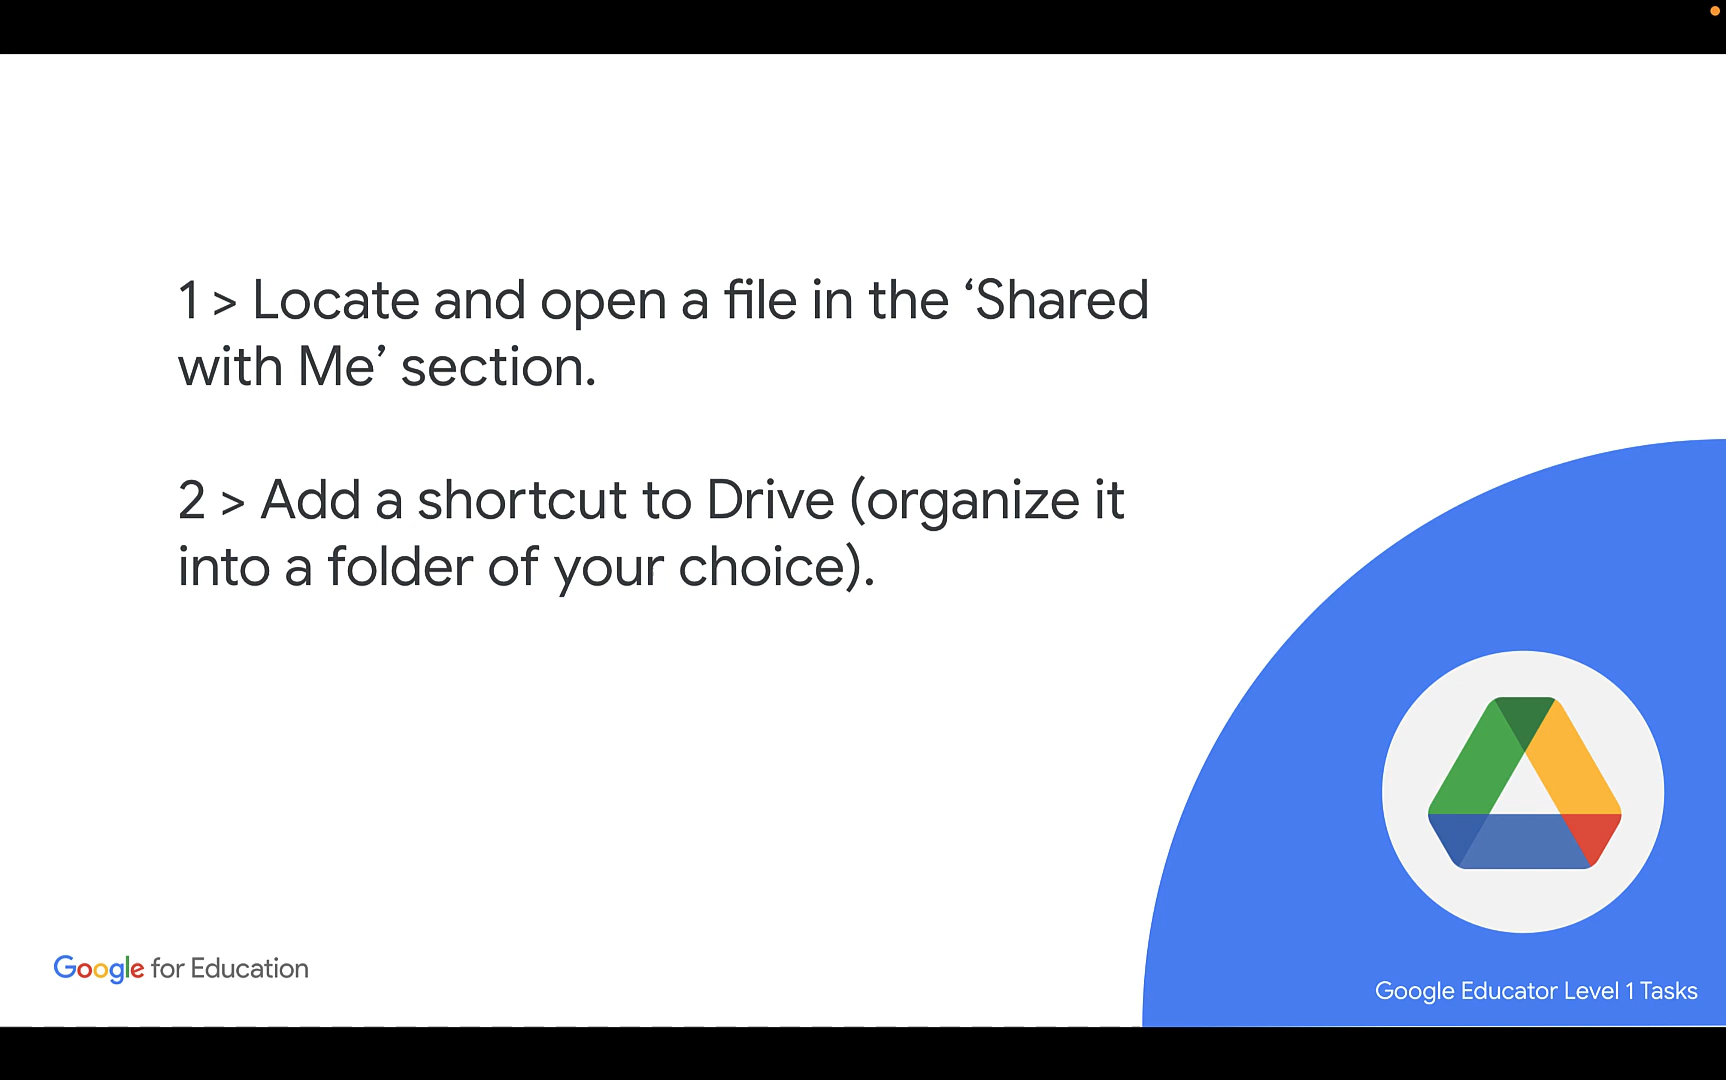 1 > Locate and open a file in the ‘Shared
with Me’ section.
2 > Add a shortcut to Drive (organize it
into a folder of your choice).
Google for Education
Google Educator Level 1 Tasks